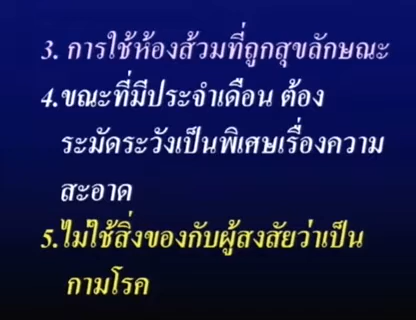 3. การใช้ห้องส้วมที่ถูกสุขลักษณะ
4.ขณะที่มีประจำเดือน ต้อง
ระมัดระวังเป็นพิเศษเรื่องความ
สะอาด
5.ไม่ใช้สิ่งของกับผู้สงสัยว่าเป็น
กามโรค